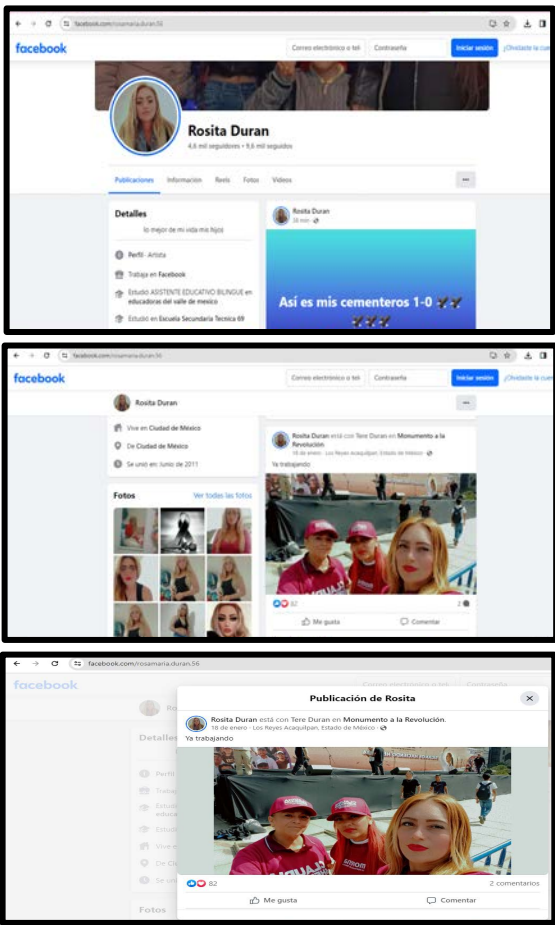 facebook.com/rosamaria.duran.56
facebook
Correo electrónico o tel
Contraseña
Iniciar sesión
¿Olvidaste la cuen
Rosita Duran
4,6 mil seguidores • 9,6 mil seguidos
Publicaciones
Información
Reels
Fotos
Videos
Detalles
lo mejor de mi vida mis hijos
Perfil · Artista
Trabaja en Facebook
Estudió ASISTENTE EDUCATIVO BILINGUE en
educadoras del valle de mexico
Estudió en Escuela Secundaria Tecnica 69
Rosita Duran
Así es mis cementeros 1-0
facebook.com/rosamaria.duran.56
facebook
Correo electrónico o tel
Contraseña
Iniciar sesión
¿Olvidaste la cuen
Rosita Duran
Vive en Ciudad de México
De Ciudad de México
Se unió en: Junio de 2011
Fotos
Ver todas las fotos
Rosita Duran está con Tere Duran en Monumento a la
Revolución.
18 de enero · Los Reyes Acaquilpan, Estado de México
Ya trabajando
82
2
Me gusta
Comentar
facebook.com/rosamaria.duran.56
facebook
Detalles
Fotos
Publicación de Rosita
Rosita Duran está con Tere Duran en Monumento a la Revolución.
18 de enero · Los Reyes Acaquilpan, Estado de México
Ya trabajando
82
2 comentarios
Me gusta
Comentar